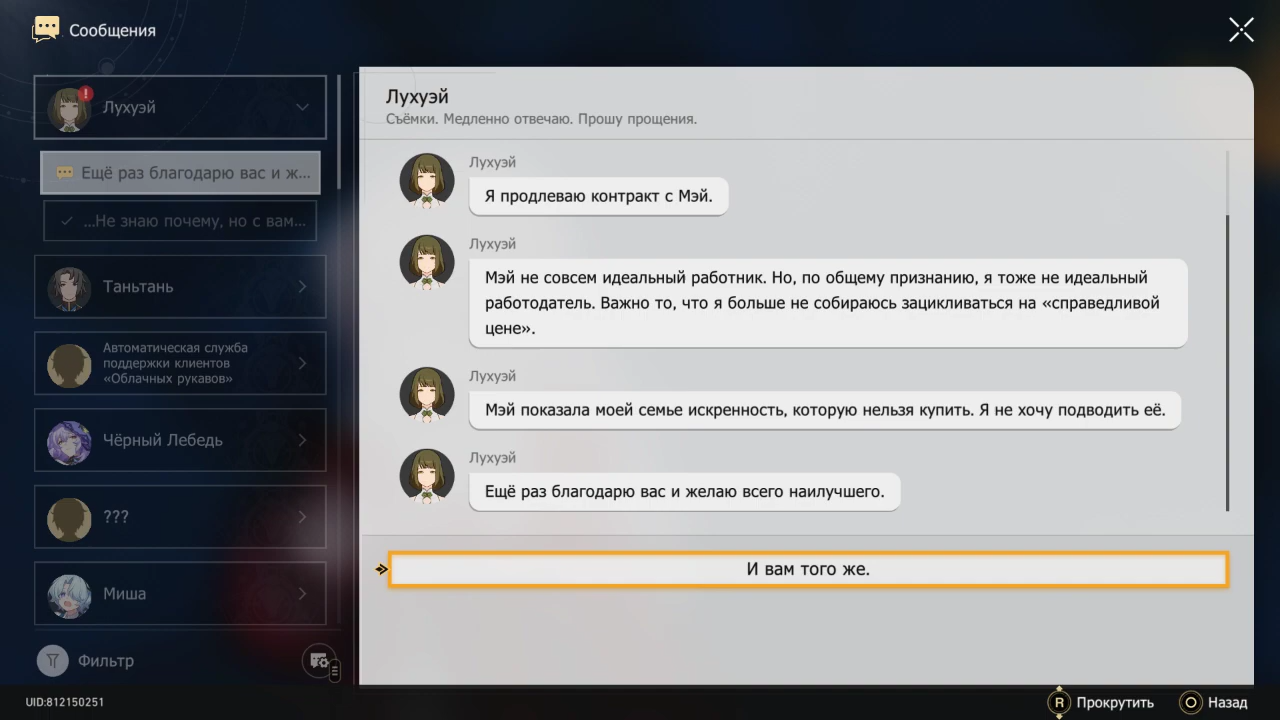 Сообщения
Лухуэй
Ещё раз благодарю вас и ж...
...Не знаю почему, но с вам...
Таньтань
Автоматическая служба
поддержки клиентов
«Облачных рукавов»
Чёрный Лебедь
???
Миша
Фильтр
Лухуэй
Съёмки. Медленно отвечаю. Прошу прощения.
Лухуэй
Я продлеваю контракт с Мэй.
Лухуэй
Мэй не совсем идеальный работник. Но, по общему признанию, я тоже не идеальный
работодатель. Важно то, что я больше не собираюсь зацикливаться на «справедливой
цене».
Лухуэй
Мэй показала моей семье искренность, которую нельзя купить. Я не хочу подводить её.
Лухуэй
Ещё раз благодарю вас и желаю всего наилучшего.
И вам того же.
UID:812150251
R Прокрутить
Назад